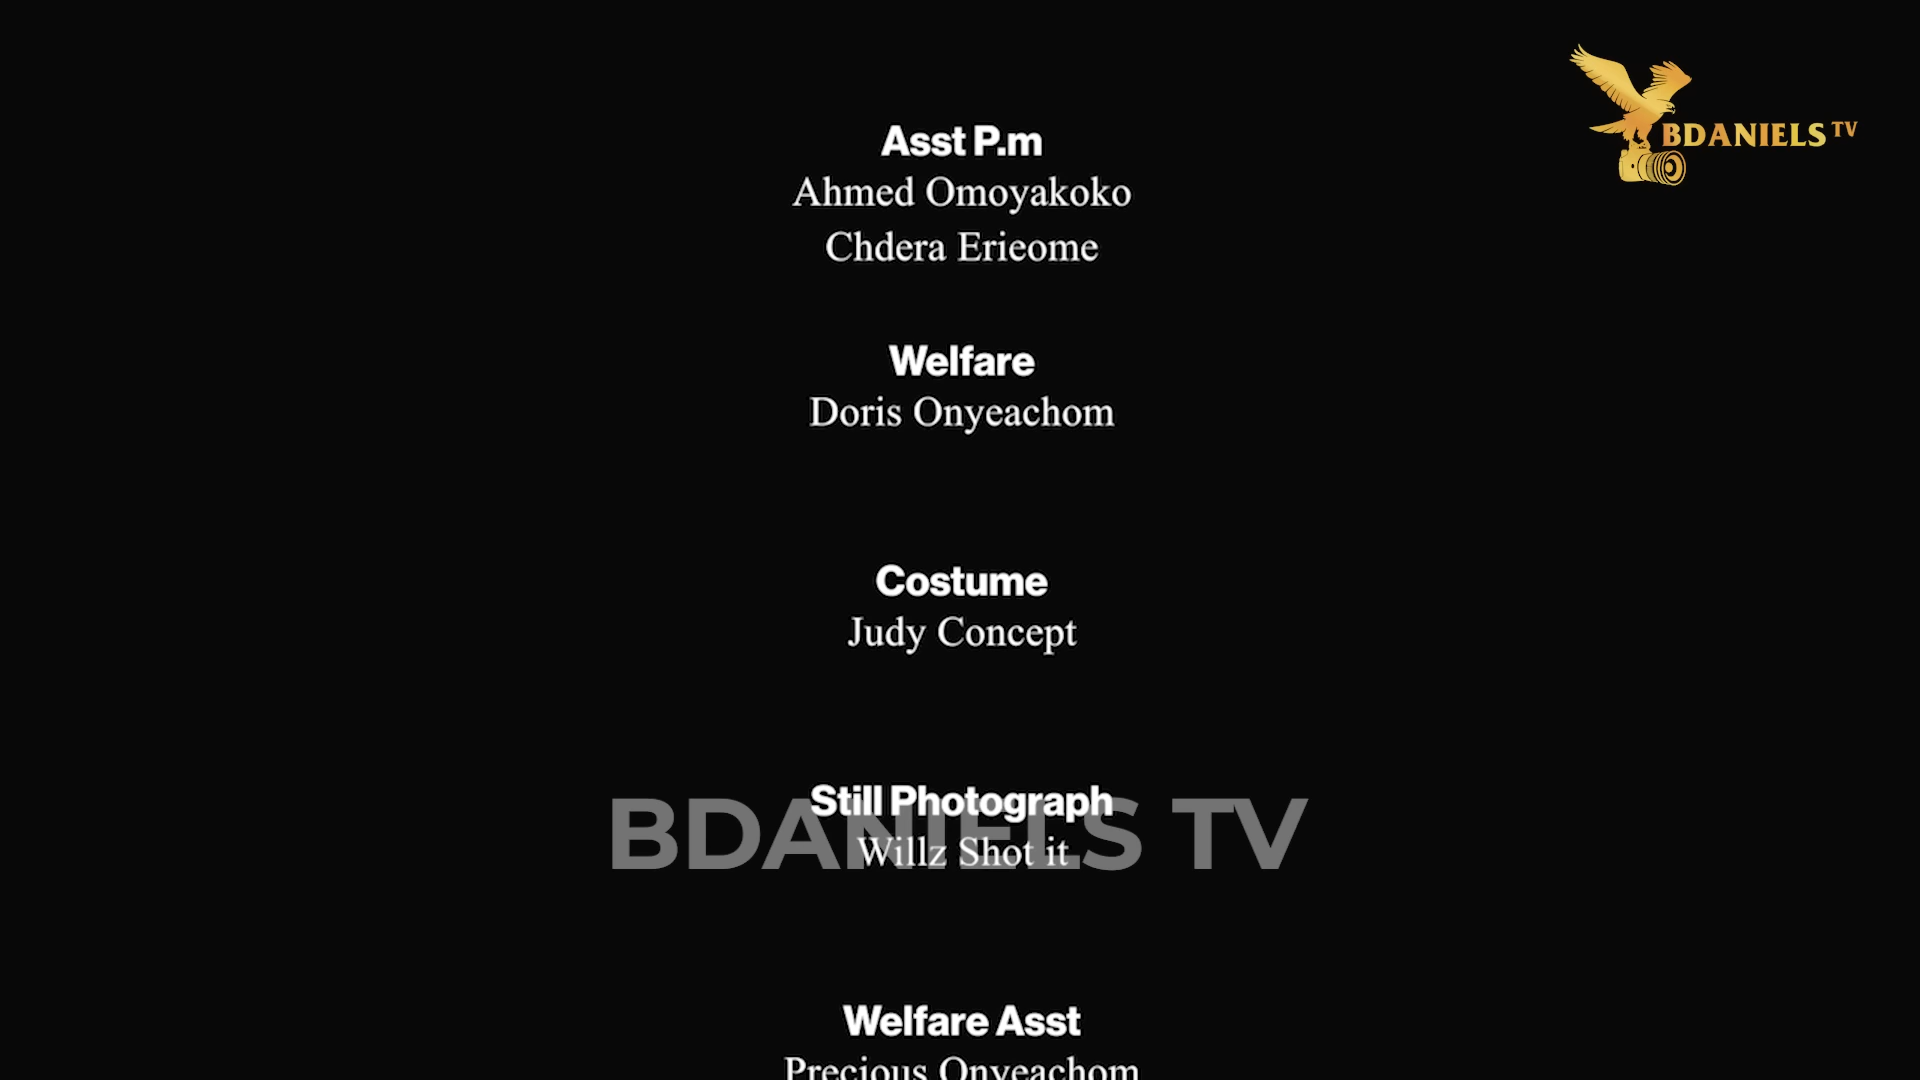 BDANIELS TV
Asst P.m
Ahmed Omoyakoko
Chdera Erieome
Welfare
Doris Onyeachom
Costume
Judy Concept
Still Photograph
BDANIELS TV
Willz Shot it
Welfare Asst
Precious Onyeachom